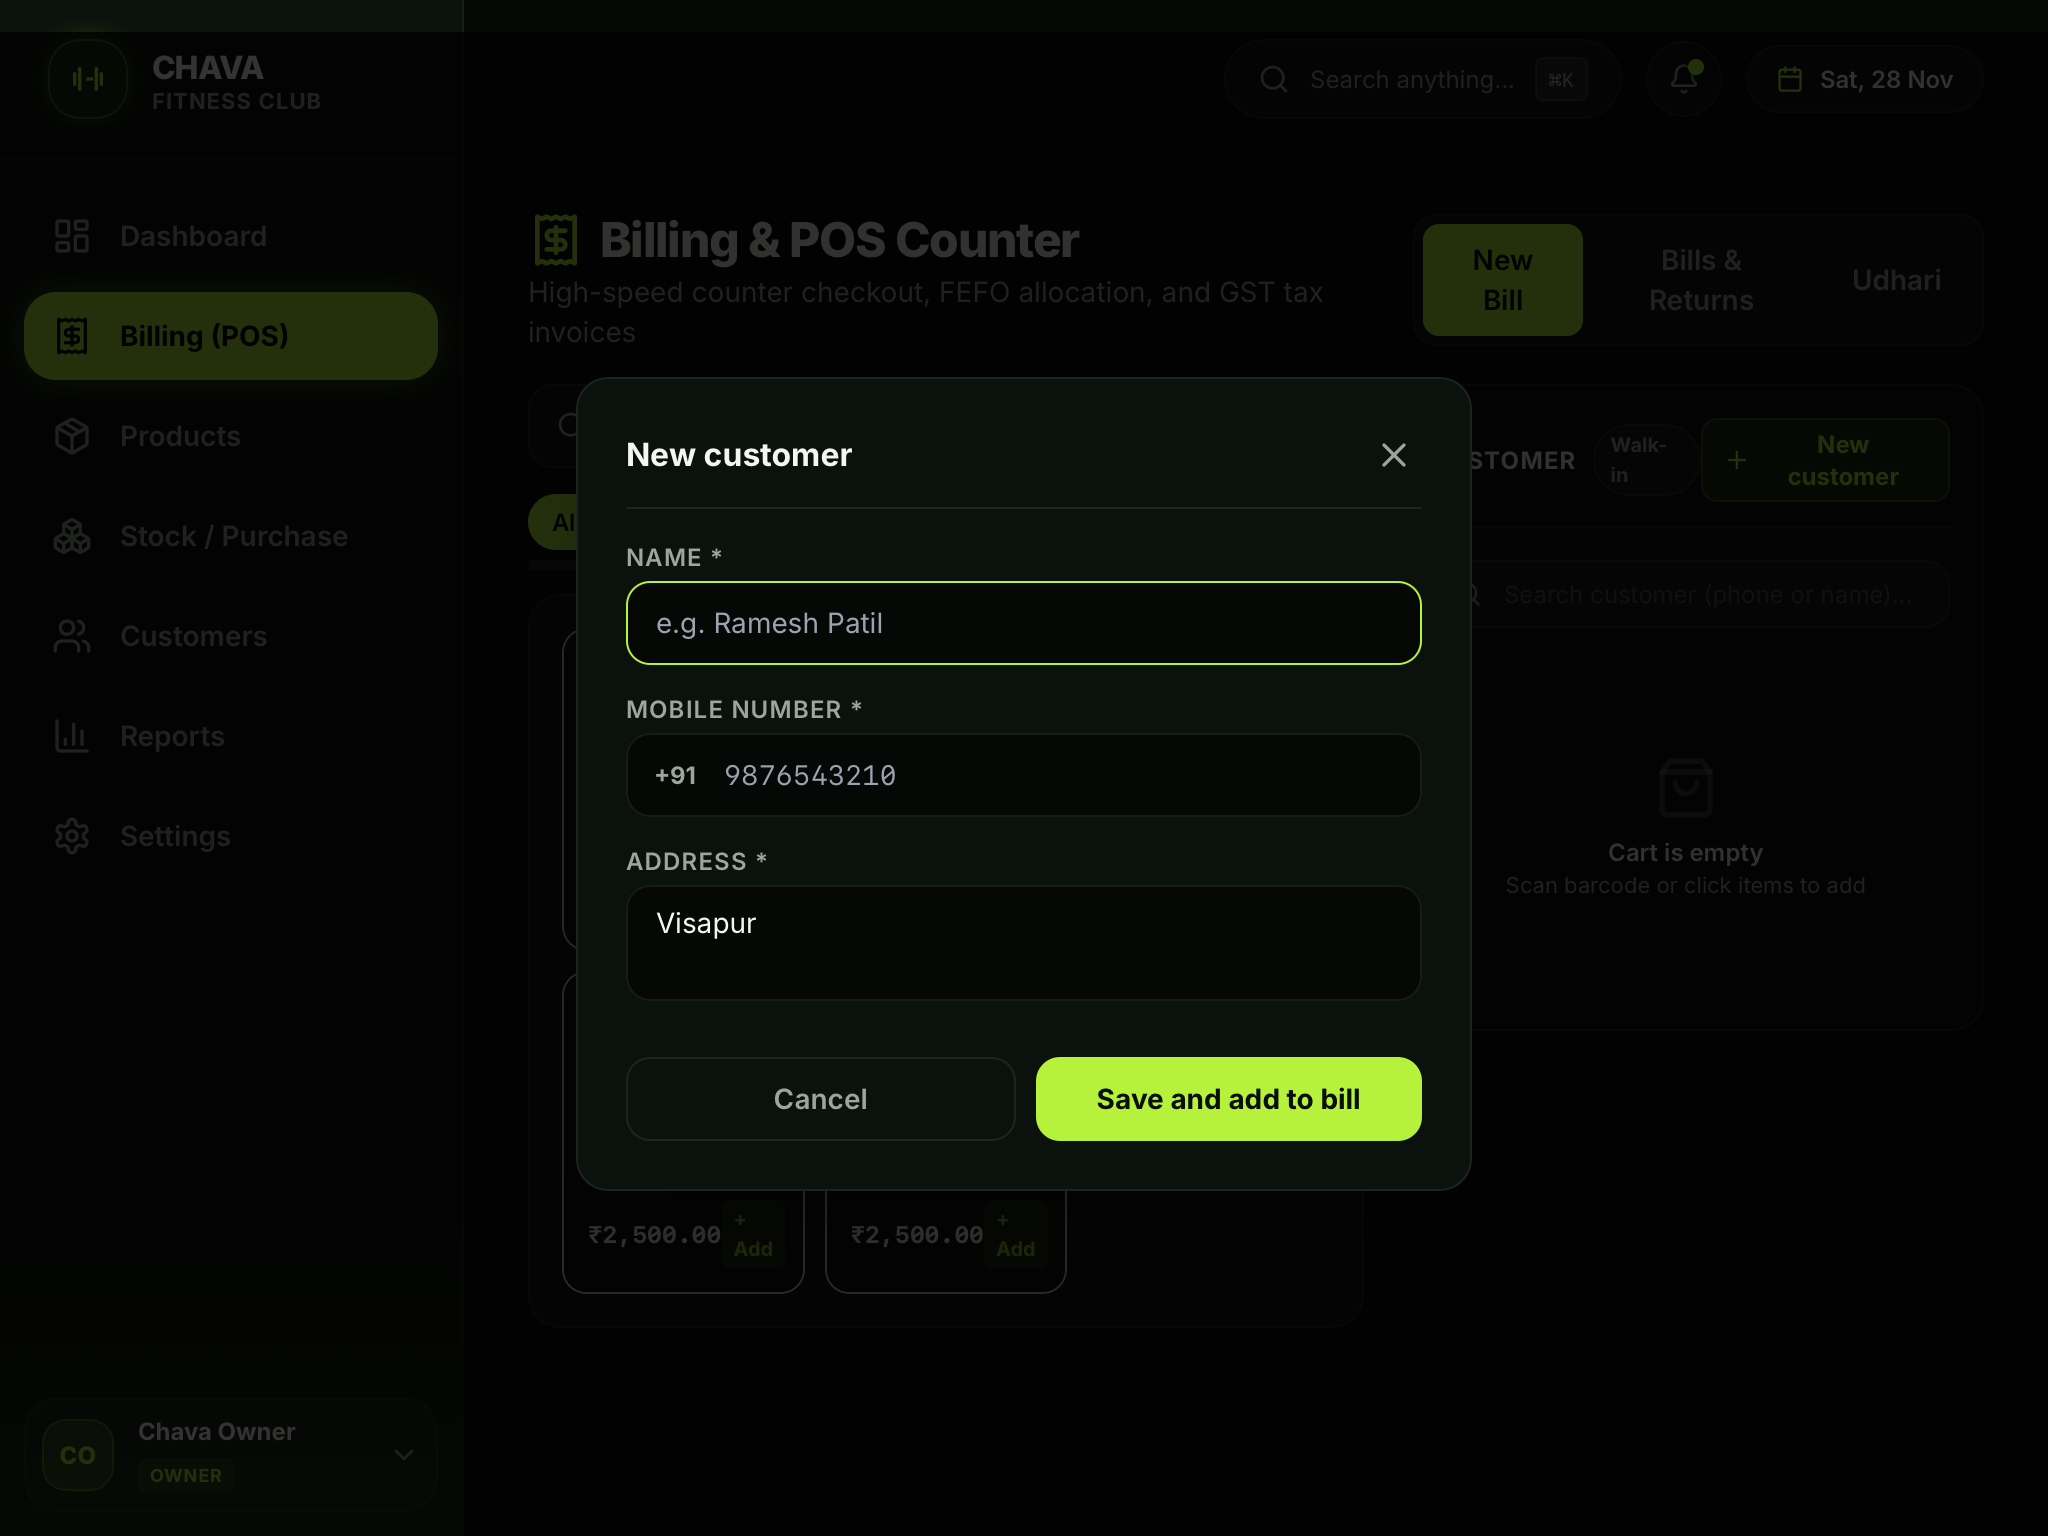 CHAVA
FITNESS CLUB
Search anything...
⌘K
Sat, 28 Nov
Dashboard
Billing (POS)
Products
Stock / Purchase
Customers
Reports
Settings
Billing & POS Counter
High-speed counter checkout, FEFO allocation, and GST tax
invoices
New
Bill
Bills &
Returns
Udhari
Walk-
in
+ New
customer
Search customer (phone or name)...
Cart is empty
Scan barcode or click items to add
New customer
NAME *
e.g. Ramesh Patil
MOBILE NUMBER *
+91 9876543210
ADDRESS *
Visapur
Cancel
Save and add to bill
₹2,500.00
+
Add
₹2,500.00
+
Add
CO
Chava Owner
OWNER